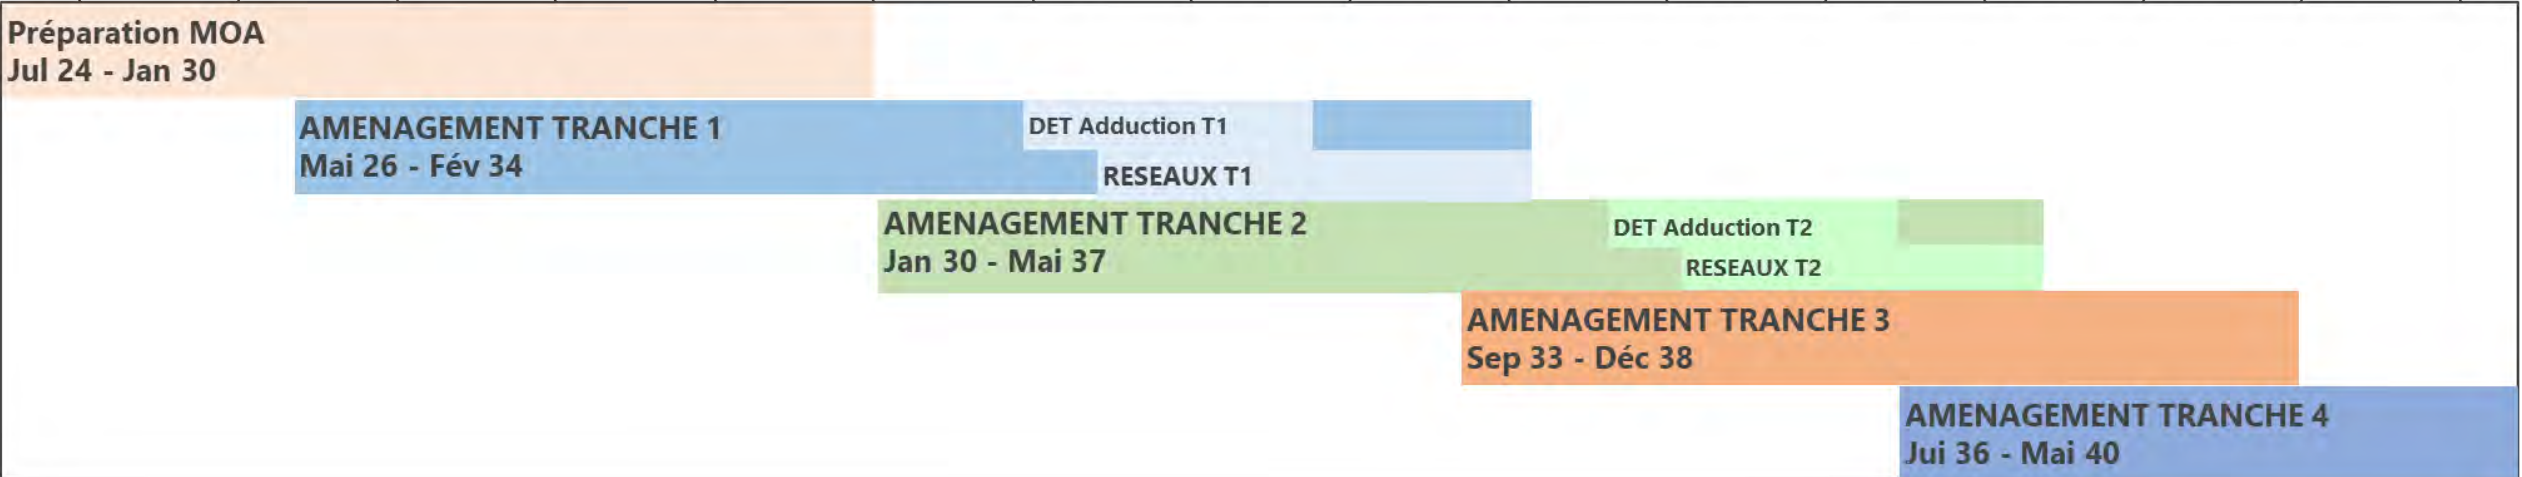 Préparation MOA
Jul 24 - Jan 30
AMENAGEMENT TRANCHE 1
Mai 26 - Fév 34
DET Adduction T1
RESEAUX T1
AMENAGEMENT TRANCHE 2
Jan 30 - Mai 37
DET Adduction T2
RESEAUX T2
AMENAGEMENT TRANCHE 3
Sep 33 - Déc 38
AMENAGEMENT TRANCHE 4
Jui 36 - Mai 40